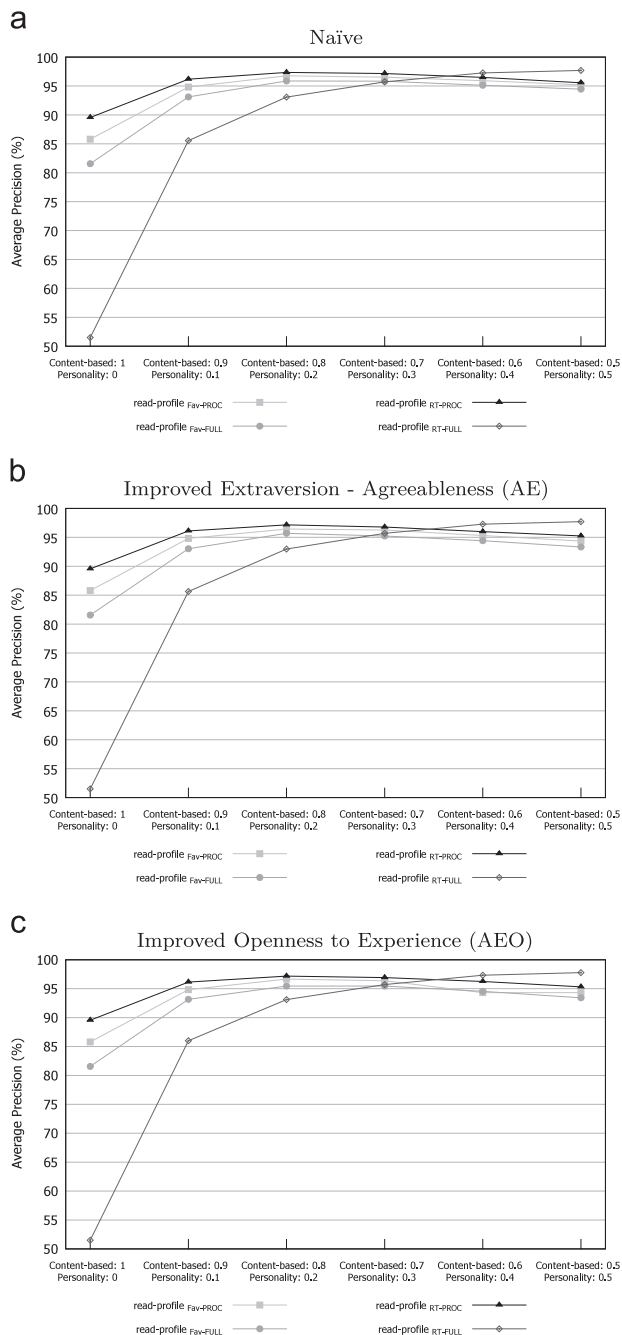 a
Naïve
Average Precision (%)
100
95
90
85
80
75
70
65
60
55
50
Content-based: 1 Content-based: 0.9 Content-based: 0.8 Content-based: 0.7 Content-based: 0.6 Content-based: 0.5
Personality: 0 Personality: 0.1 Personality: 0.2 Personality: 0.3 Personality: 0.4 Personality: 0.5
read-profile Fav-PROC read-profile RT-PROC
read-profile Fav-FULL read-profile RT-FULL
b
Improved Extraversion - Agreeableness (AE)
Average Precision (%)
100
95
90
85
80
75
70
65
60
55
50
Content-based: 1 Content-based: 0.9 Content-based: 0.8 Content-based: 0.7 Content-based: 0.6 Content-based: 0.5
Personality: 0 Personality: 0.1 Personality: 0.2 Personality: 0.3 Personality: 0.4 Personality: 0.5
read-profile Fav-PROC read-profile RT-PROC
read-profile Fav-FULL read-profile RT-FULL
c
Improved Openness to Experience (AEO)
Average Precision (%)
100
95
90
85
80
75
70
65
60
55
50
Content-based: 1 Content-based: 0.9 Content-based: 0.8 Content-based: 0.7 Content-based: 0.6 Content-based: 0.5
Personality: 0 Personality: 0.1 Personality: 0.2 Personality: 0.3 Personality: 0.4 Personality: 0.5
read-profile Fav-PROC read-profile RT-PROC
read-profile Fav-FULL read-profile RT-FULL